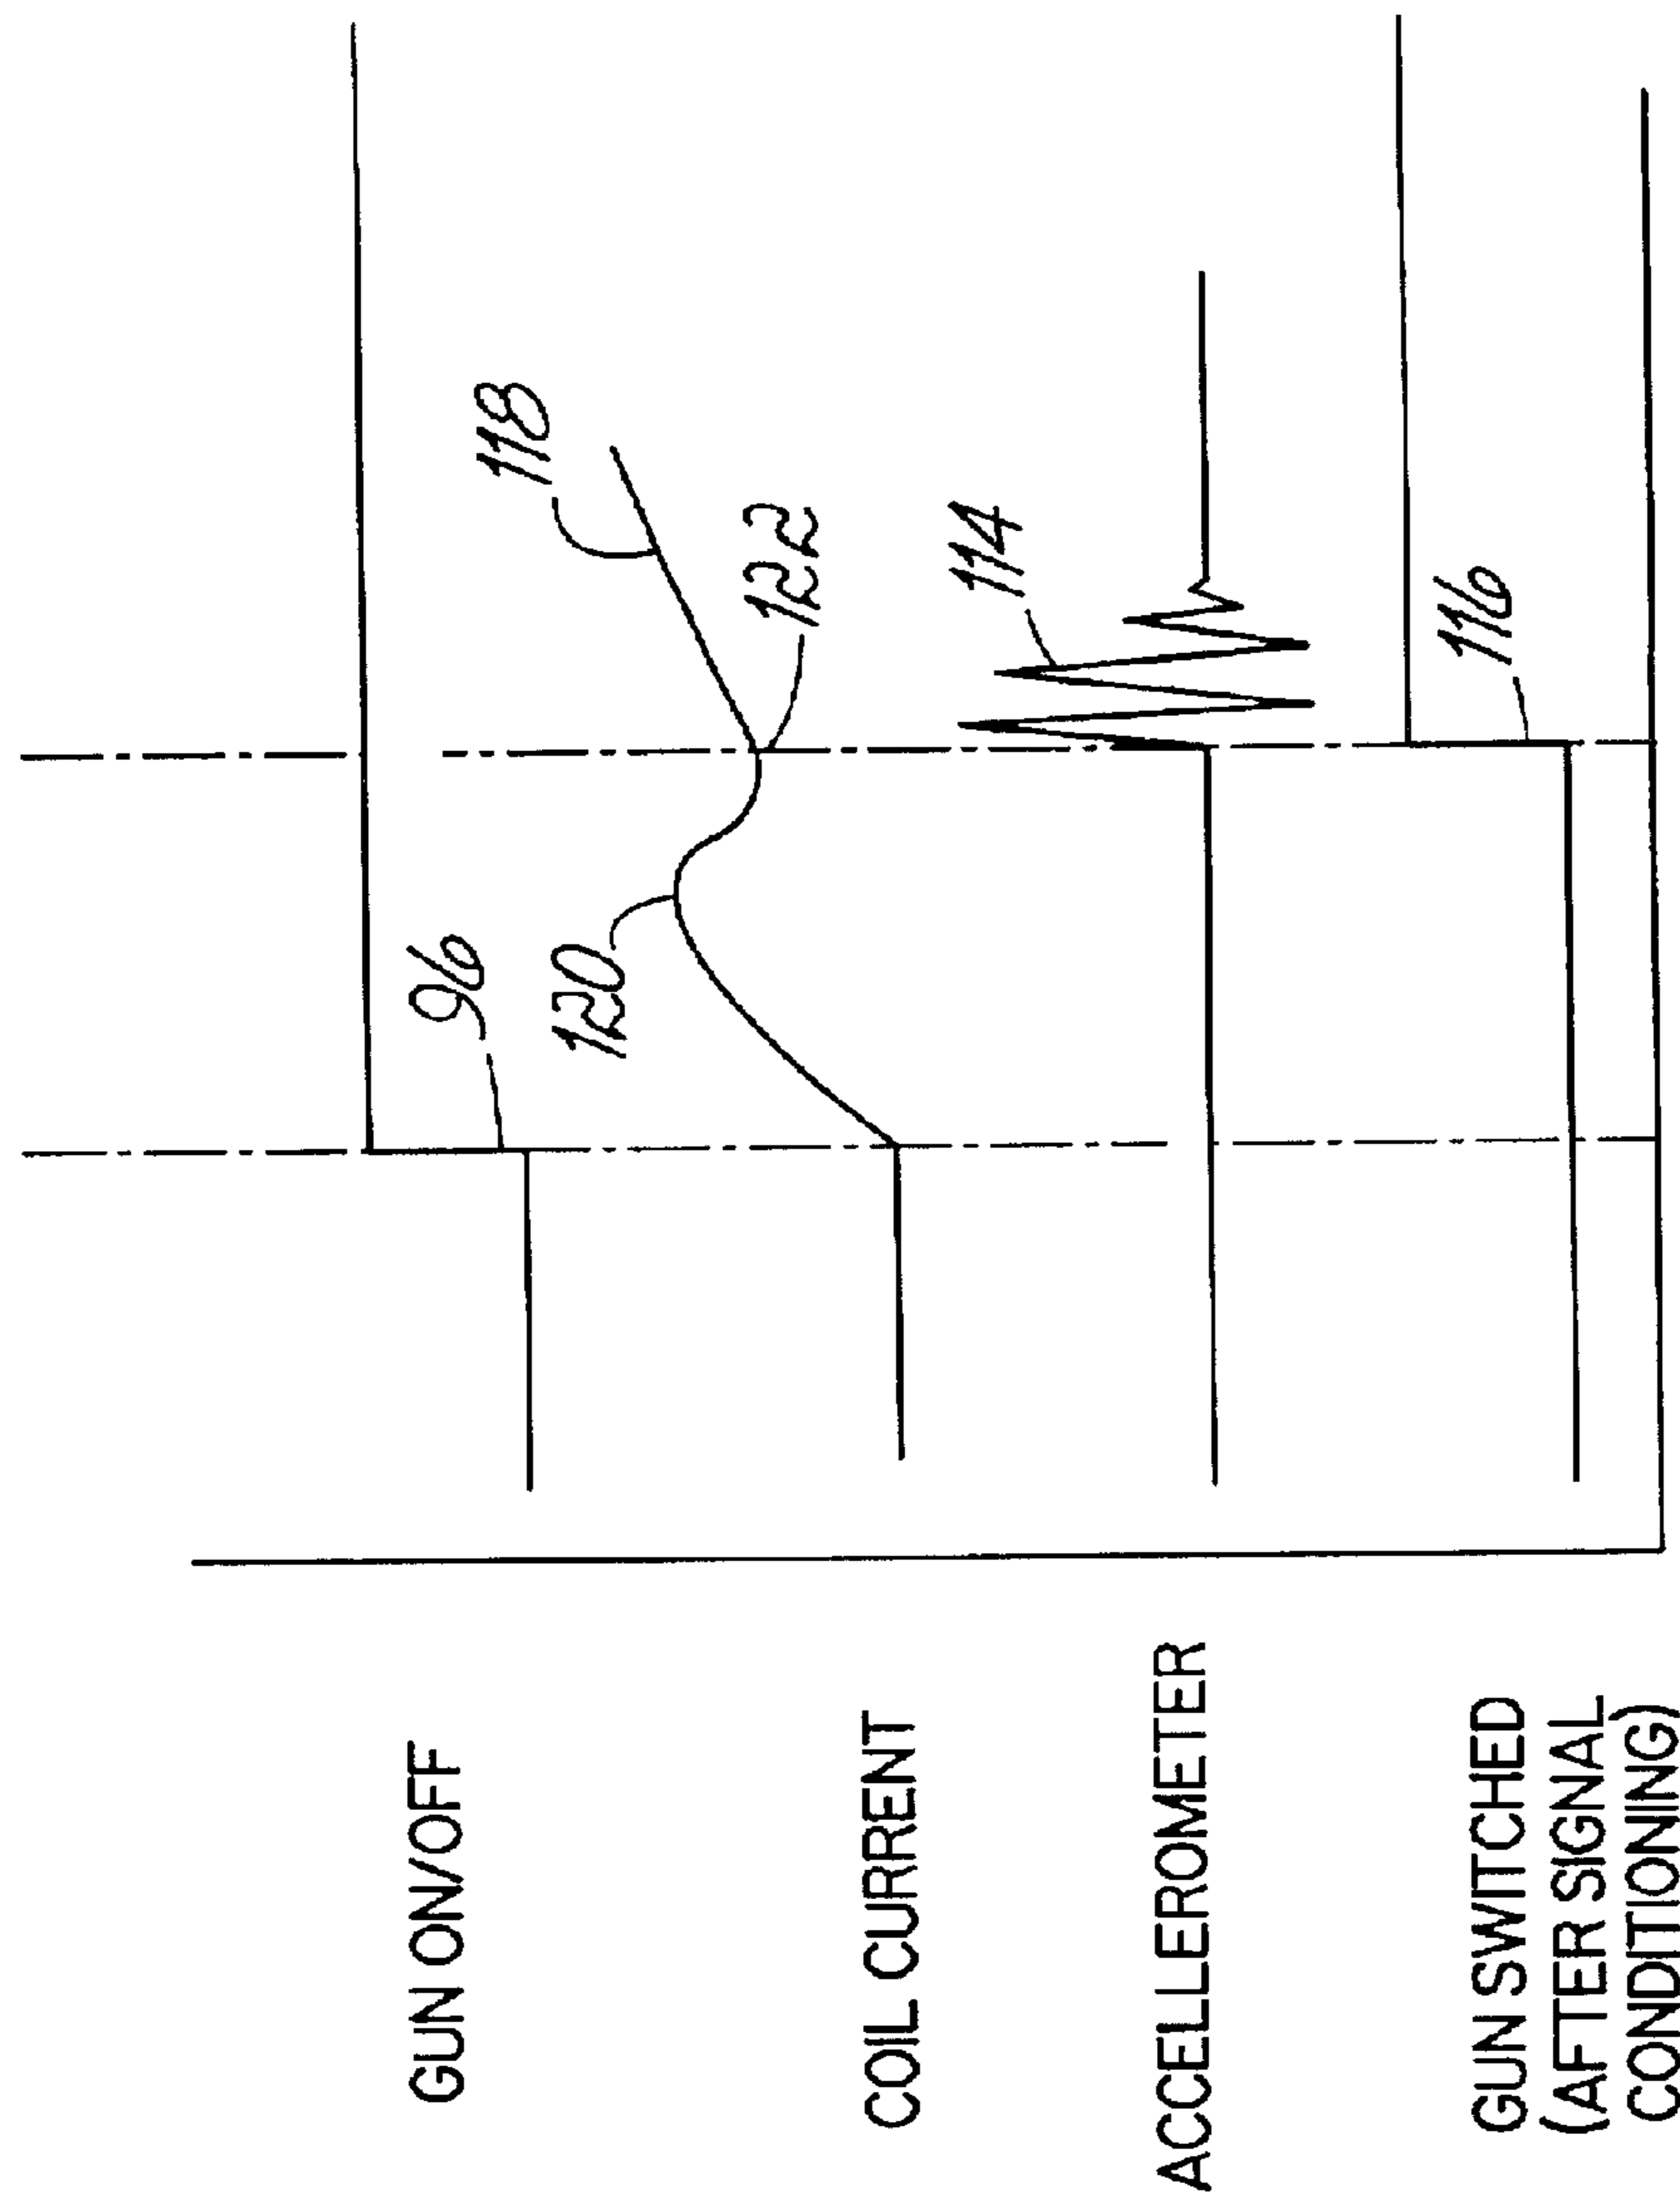 GUN ON/OFF
96
COIL CURRENT
120
118
122
ACCELLEROMETER
114
GUN SWITCHED
(AFTER SIGNAL
CONDITIONING)
116